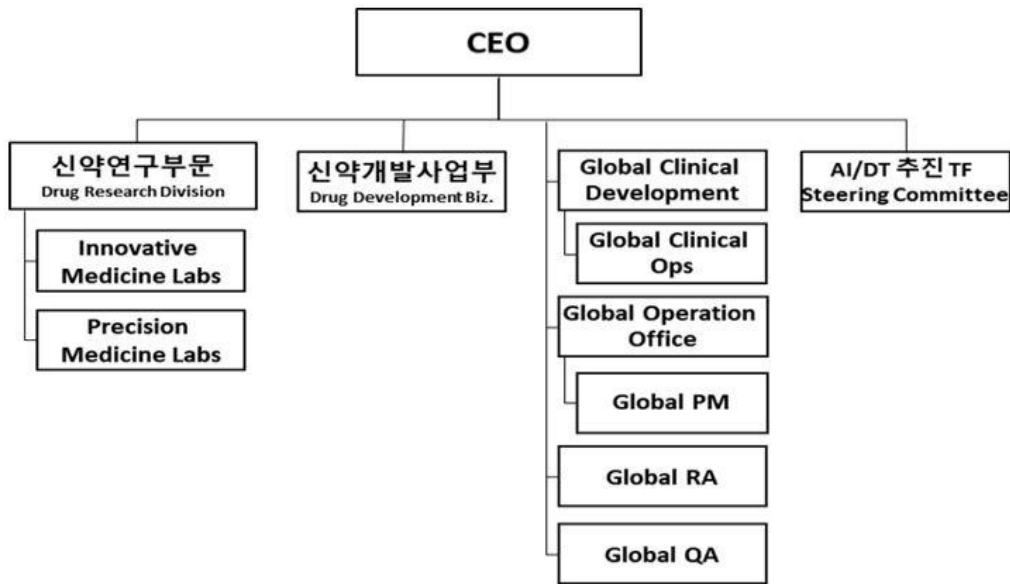 CEO
신약연구부문
Drug Research Division
Innovative
Medicine Labs
Precision
Medicine Labs
신약개발사업부
Drug Development Biz.
Global Clinical
Development
Global Clinical
Ops
Global Operation
Office
Global PM
Global RA
Global QA
AI/DT 추진 TF
Steering Committee